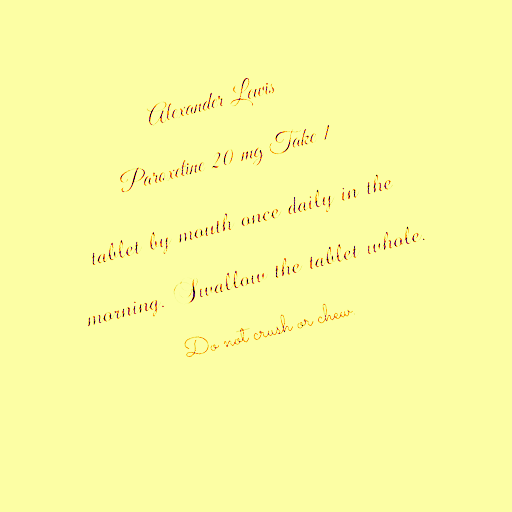 Alexander Lewis
Paroxetine 20 mg Take 1
tablet by mouth once daily in the
morning. Swallow the tablet whole.
Do not crush or chew